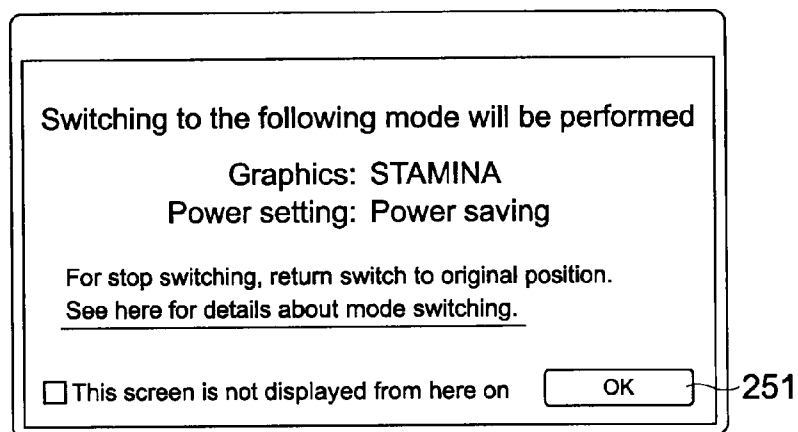 Switching to the following mode will be performed
Graphics: STAMINA
Power setting: Power saving
For stop switching, return switch to original position.
See here for details about mode switching.
This screen is not displayed from here on
OK
251